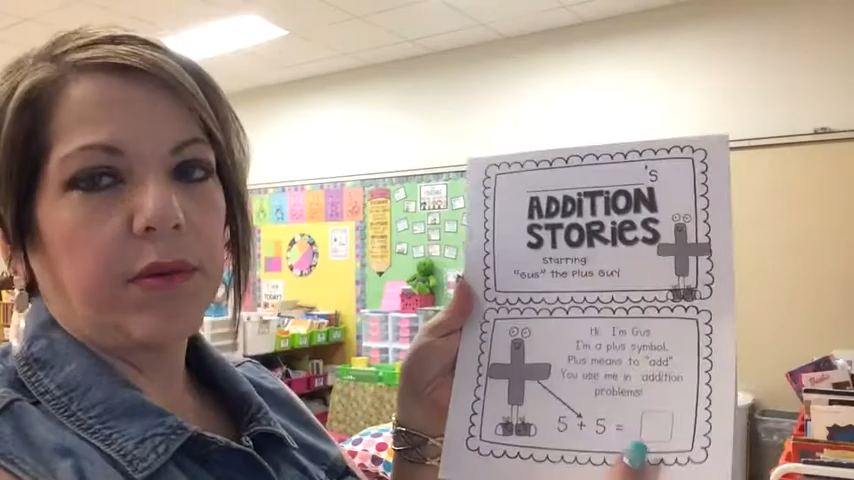 's
ADDITION
STORIES
starring
"Gus" the Plus Guy
Hi, I'm Gus.
I'm a plus symbol.
Plus means to "add"
You use me in addition
problems!
5 + 5 =